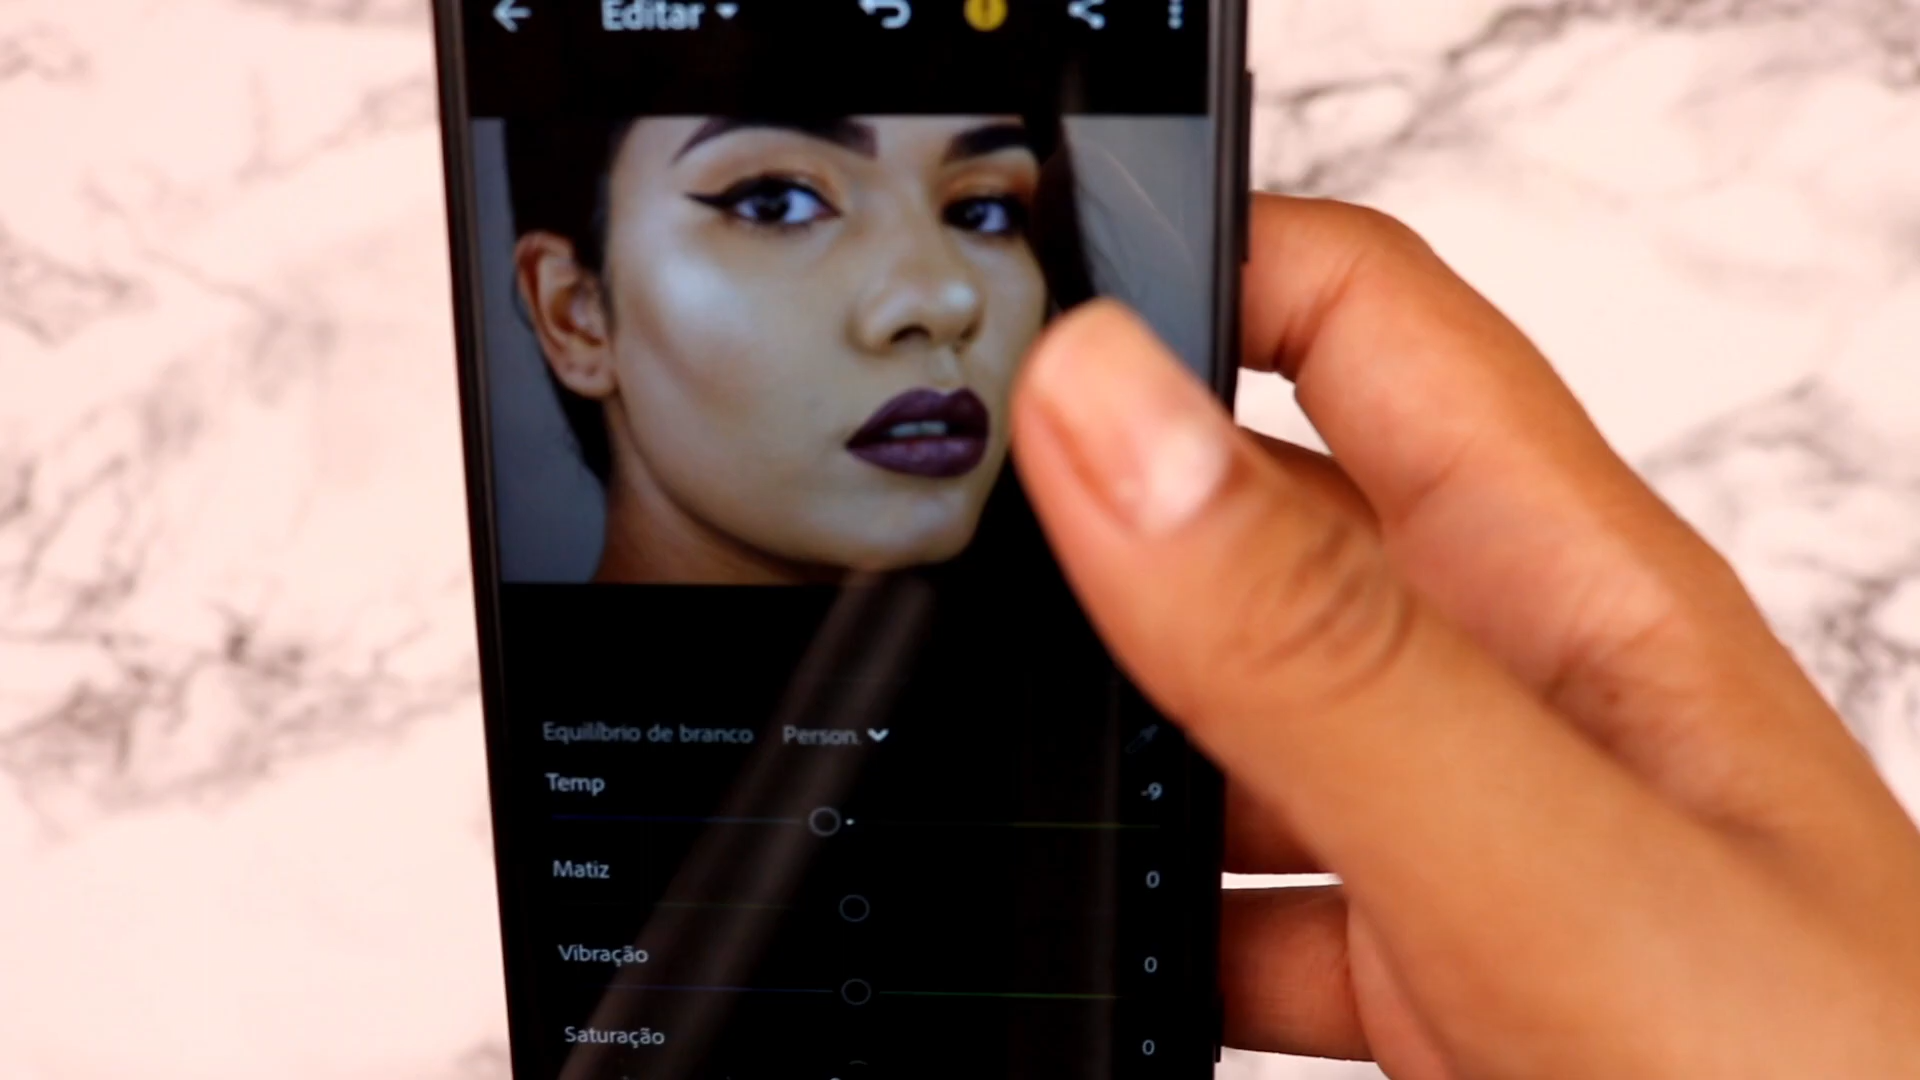 Editar
Equilíbrio de branco Person.
Temp -9
Matiz 0
Vibração 0
Saturação 0